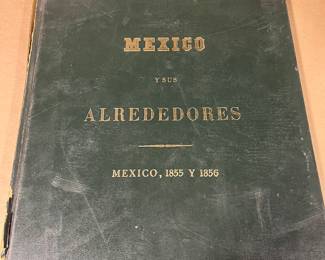 MEXICO
Y SUS
ALREDEDORES
MEXICO, 1855 Y 1856